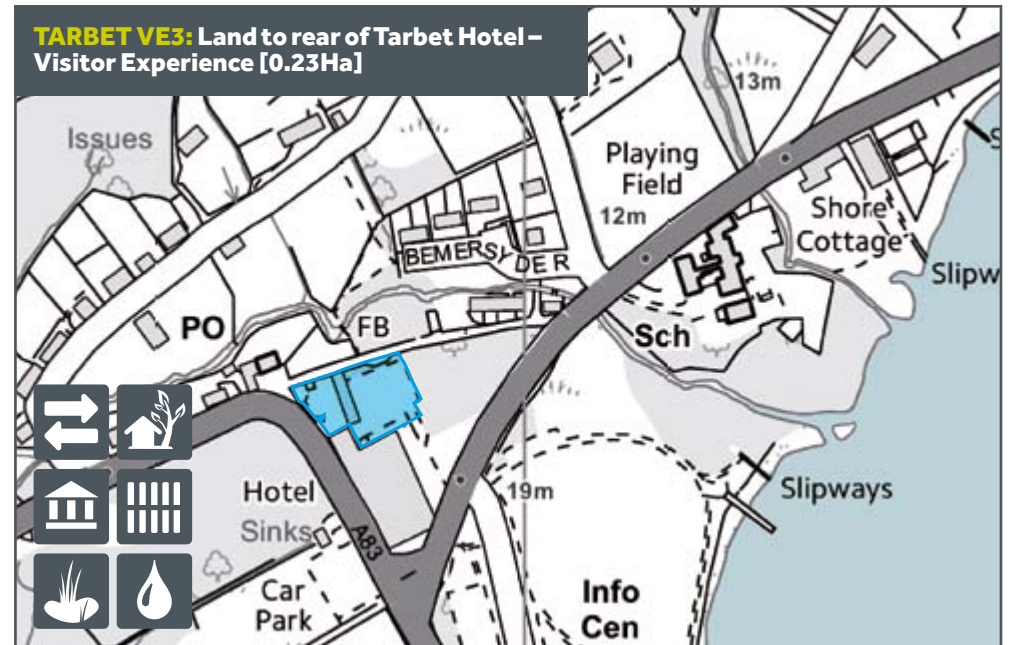 TARBET VE3: Land to rear of Tarbet Hotel –
Visitor Experience [0.23Ha]
13m
Issues
Playing
Field
12m
Shore
Cottage
BEMERSYDE R
Slipw
PO
FB
Sch
Hotel
19m
Slipways
Sinks
A83
Car
Park
Info
Cen